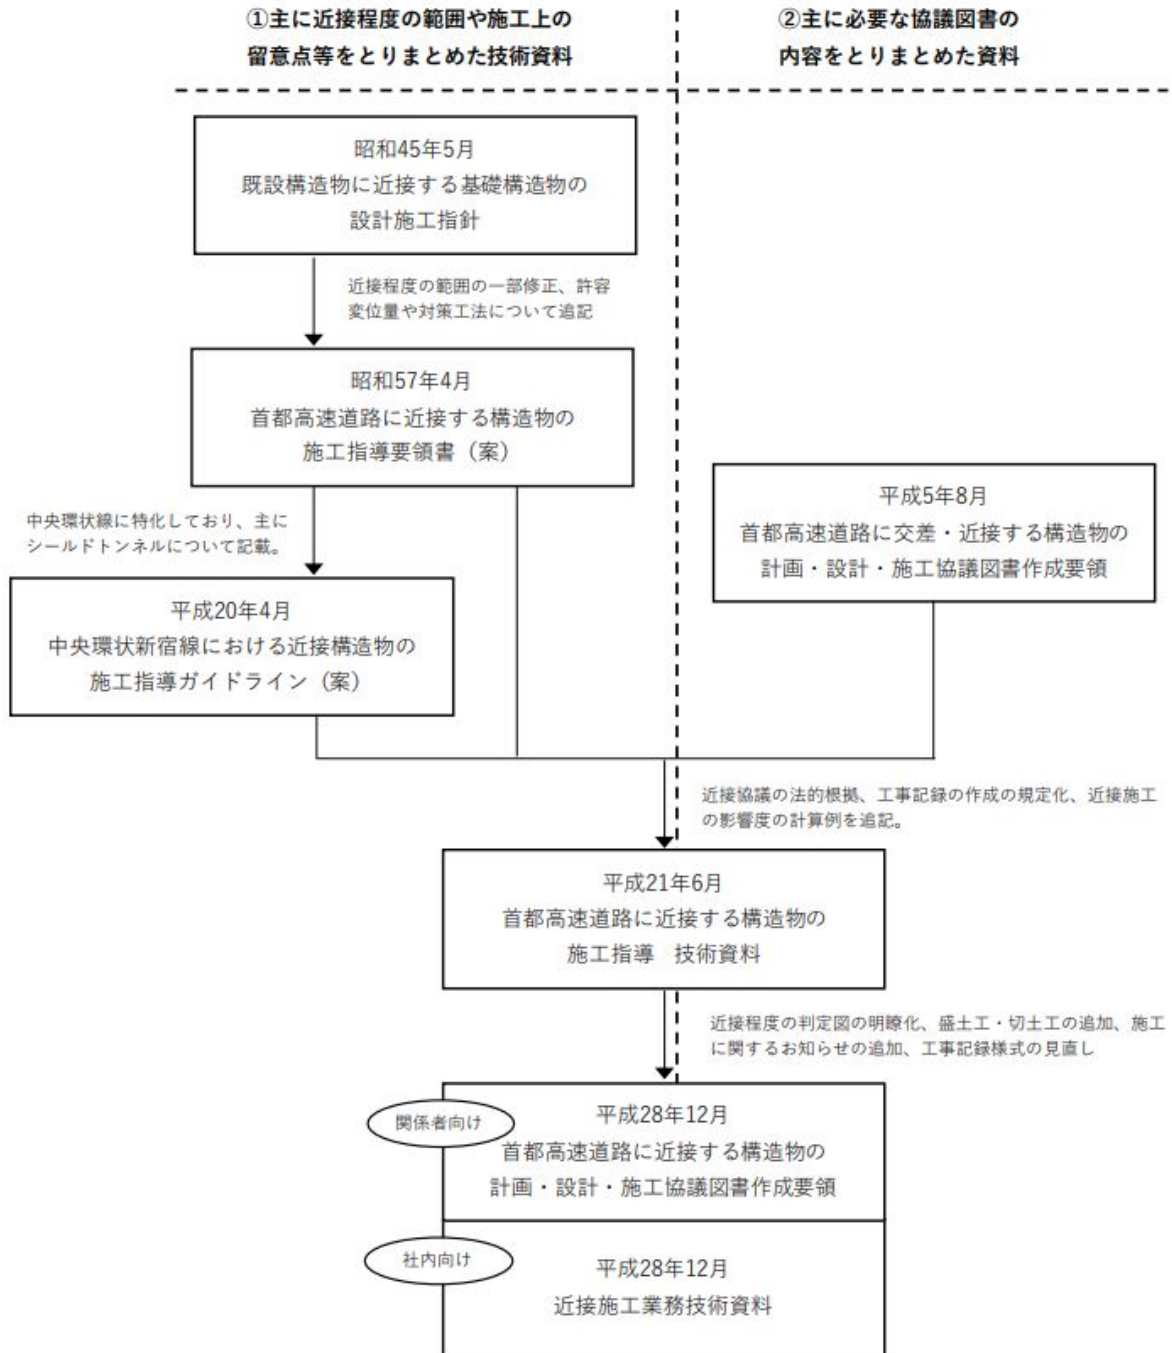 ①主に近接程度の範囲や施工上の
留意点等をとりまとめた技術資料
②主に必要な協議図書の
内容をとりまとめた資料
昭和45年5月
既設構造物に近接する基礎構造物の
設計施工指針
近接程度の範囲の一部修正、許容
変位量や対策工法について追記
昭和57年4月
首都高速道路に近接する構造物の
施工指導要領書（案）
平成5年8月
首都高速道路に交差・近接する構造物の
計画・設計・施工協議図書作成要領
中央環状線に特化しており、主に
シールドトンネルについて記載。
平成20年4月
中央環状新宿線における近接構造物の
施工指導ガイドライン（案）
近接協議の法的根拠、工事記録の作成の規定化、近接施工
の影響度の計算例を追記。
平成21年6月
首都高速道路に近接する構造物の
施工指導　技術資料
近接程度の判定図の明瞭化、盛土工・切土工の追加、施工
に関するお知らせの追加、工事記録様式の見直し
関係者向け
平成28年12月
首都高速道路に近接する構造物の
計画・設計・施工協議図書作成要領
社内向け
平成28年12月
近接施工業務技術資料